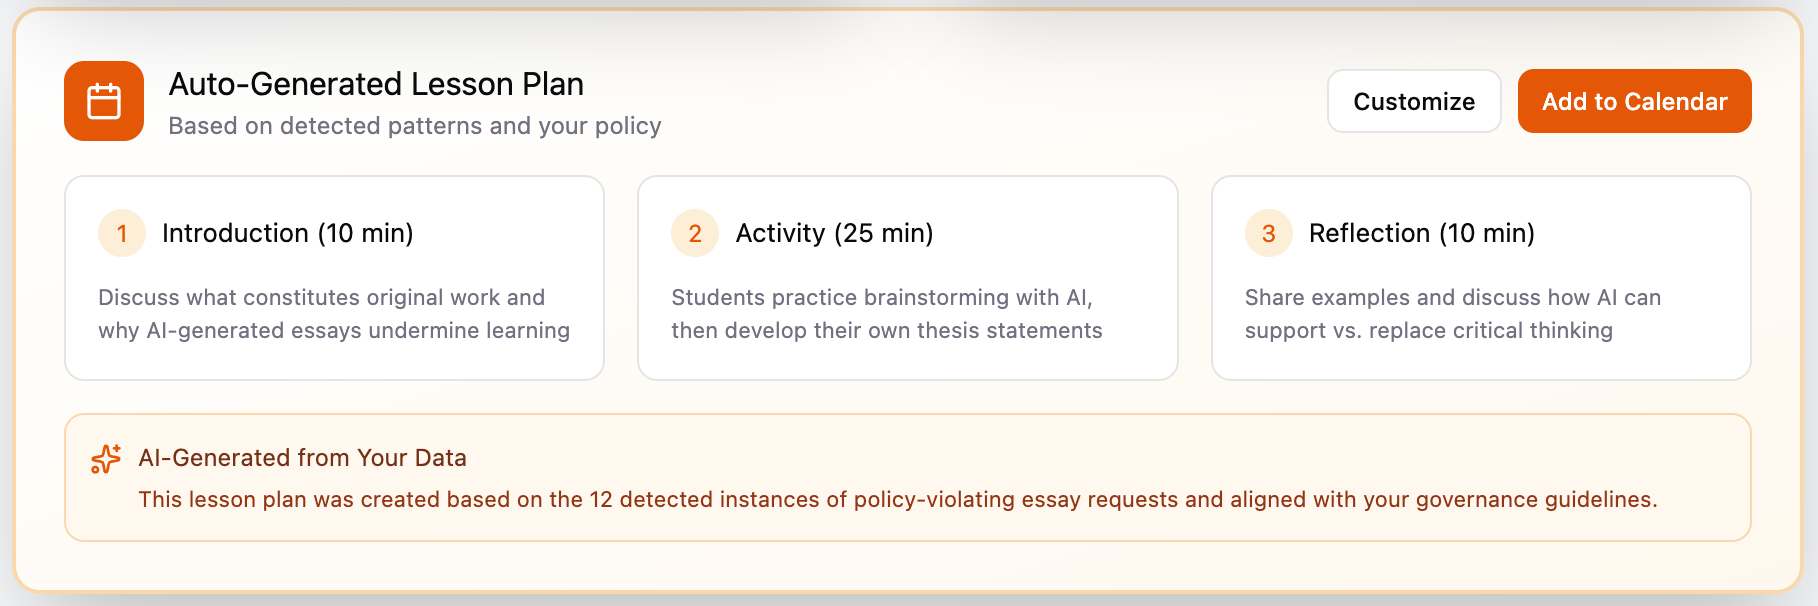 Auto-Generated Lesson Plan
Based on detected patterns and your policy
Customize
Add to Calendar
1
Introduction (10 min)
Discuss what constitutes original work and
why AI-generated essays undermine learning
2
Activity (25 min)
Students practice brainstorming with AI,
then develop their own thesis statements
3
Reflection (10 min)
Share examples and discuss how AI can
support vs. replace critical thinking
AI-Generated from Your Data
This lesson plan was created based on the 12 detected instances of policy-violating essay requests and aligned with your governance guidelines.